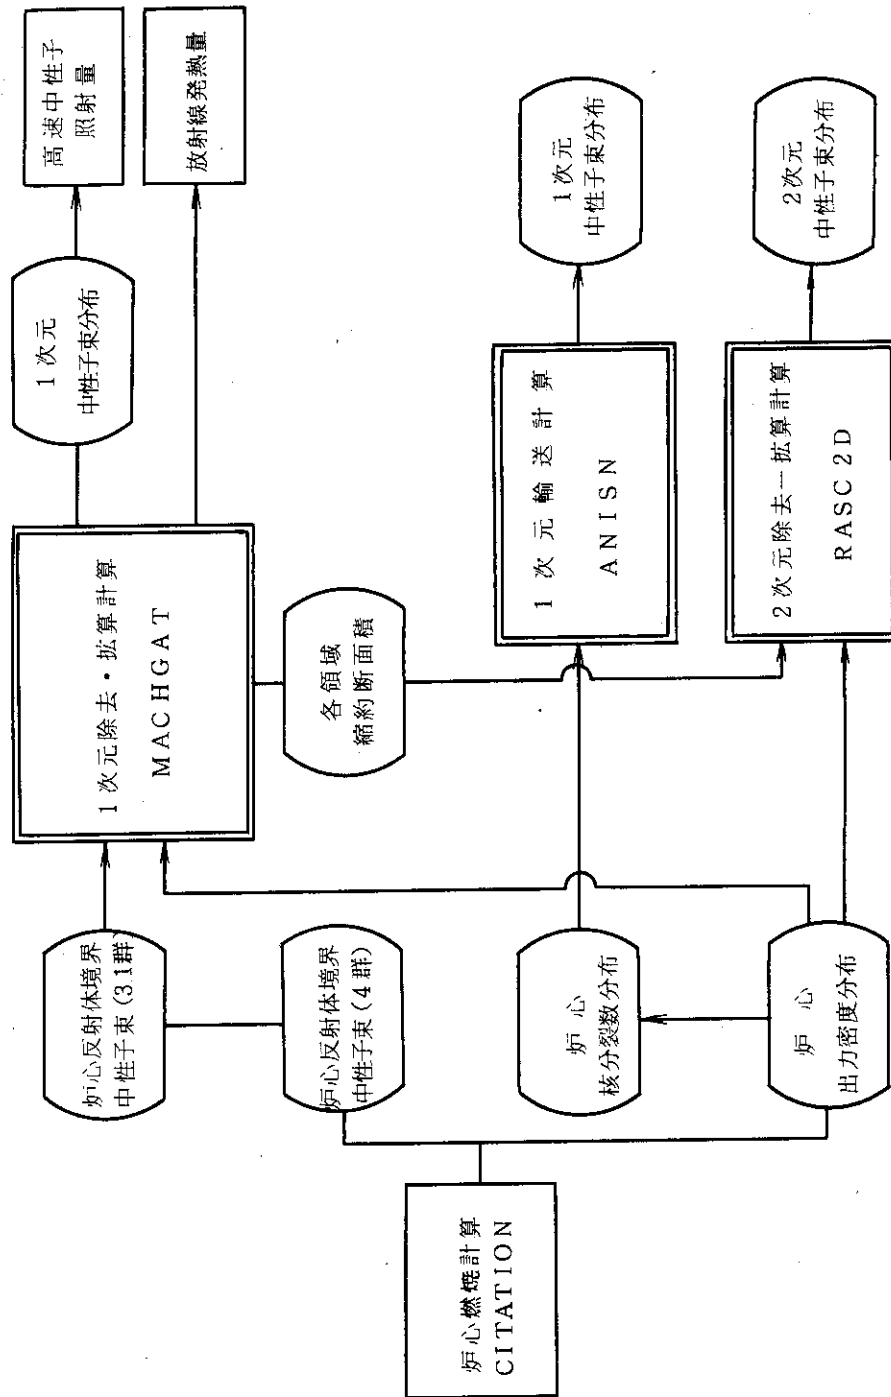 炉心燃焼計算
CITATION
炉心反射体境界
中性子束(31群)
炉心反射体境界
中性子束(4群)
炉心
核分裂数分布
炉心
出力密度分布
1次元除去・拡算計算
MACHGAT
各領域
縮約断面積
1次元輸送計算
ANISN
2次元除去ー拡算計算
RASC2D
1次元
中性子束分布
高速中性子
照射量
放射線発熱量
1次元
中性子束分布
2次元
中性子束分布